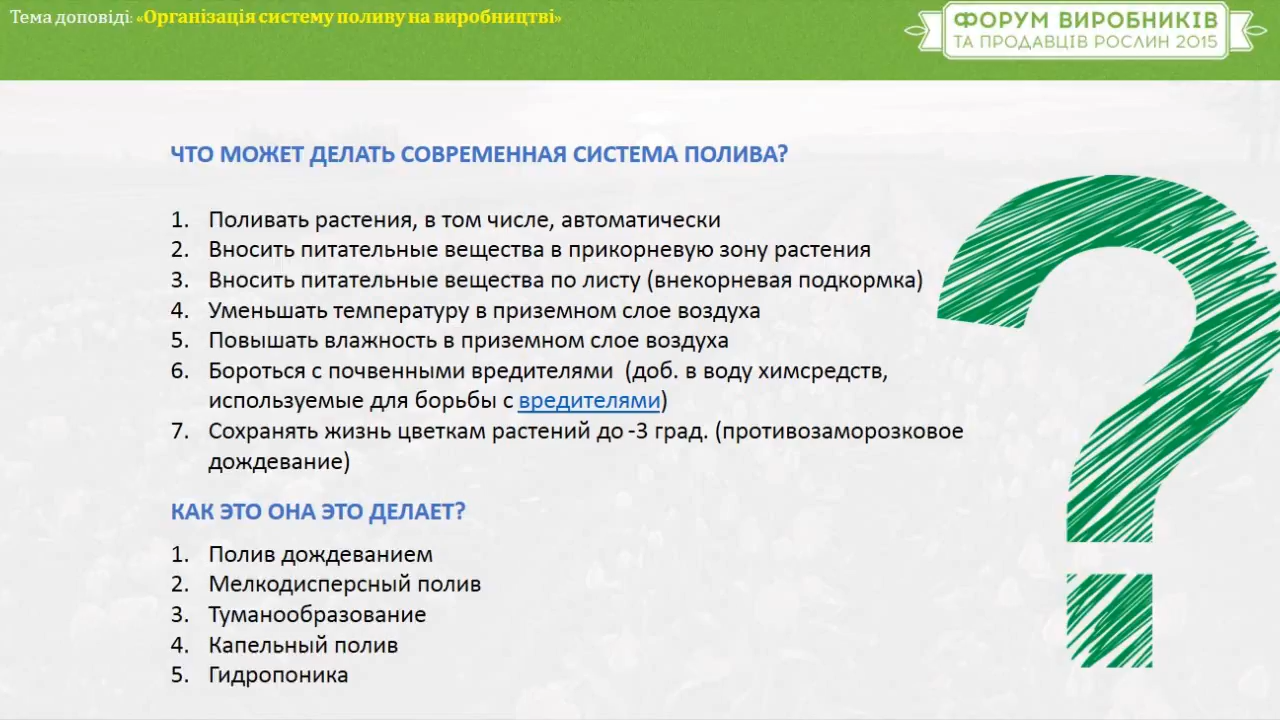 Тема доповіді: «Організація систему поливу на виробництві»
ФОРУМ ВИРОБНИКІВ
ТА ПРОДАВЦІВ РОСЛИН 2015
ЧТО МОЖЕТ ДЕЛАТЬ СОВРЕМЕННАЯ СИСТЕМА ПОЛИВА?
1. Поливать растения, в том числе, автоматически
2. Вносить питательные вещества в прикорневую зону растения
3. Вносить питательные вещества по листу (внекорневая подкормка)
4. Уменьшать температуру в приземном слое воздуха
5. Повышать влажность в приземном слое воздуха
6. Бороться с почвенными вредителями (доб. в воду химсредств,
используемые для борьбы с вредителями)
7. Сохранять жизнь цветкам растений до -3 град. (противозаморозковое
дождевание)
КАК ЭТО ОНА ЭТО ДЕЛАЕТ?
1. Полив дождеванием
2. Мелкодисперсный полив
3. Туманообразование
4. Капельный полив
5. Гидропоника